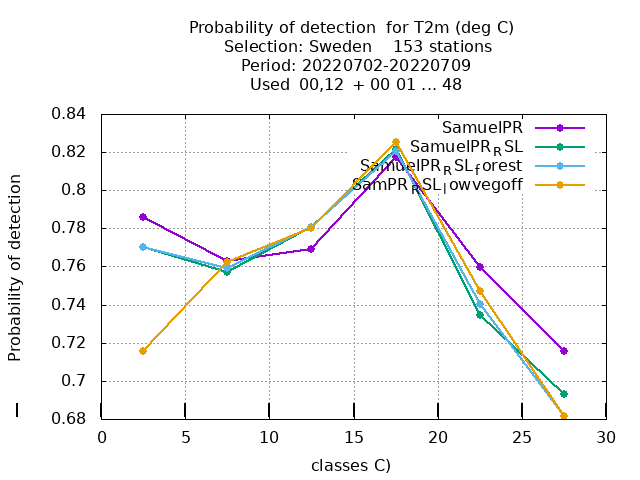 Probability of detection for T2m (deg C)
Selection: Sweden 153 stations
Period: 20220702-20220709
Used 00,12 + 00 01 ... 48
SamuelPR
SamuelPR_RSL
SamuelPR_RSL_forest
SamPR_RSL_lowvegoff
Probability of detection
0.84
0.82
0.8
0.78
0.76
0.74
0.72
0.7
0.68
0 5 10 15 20 25 30
classes C)